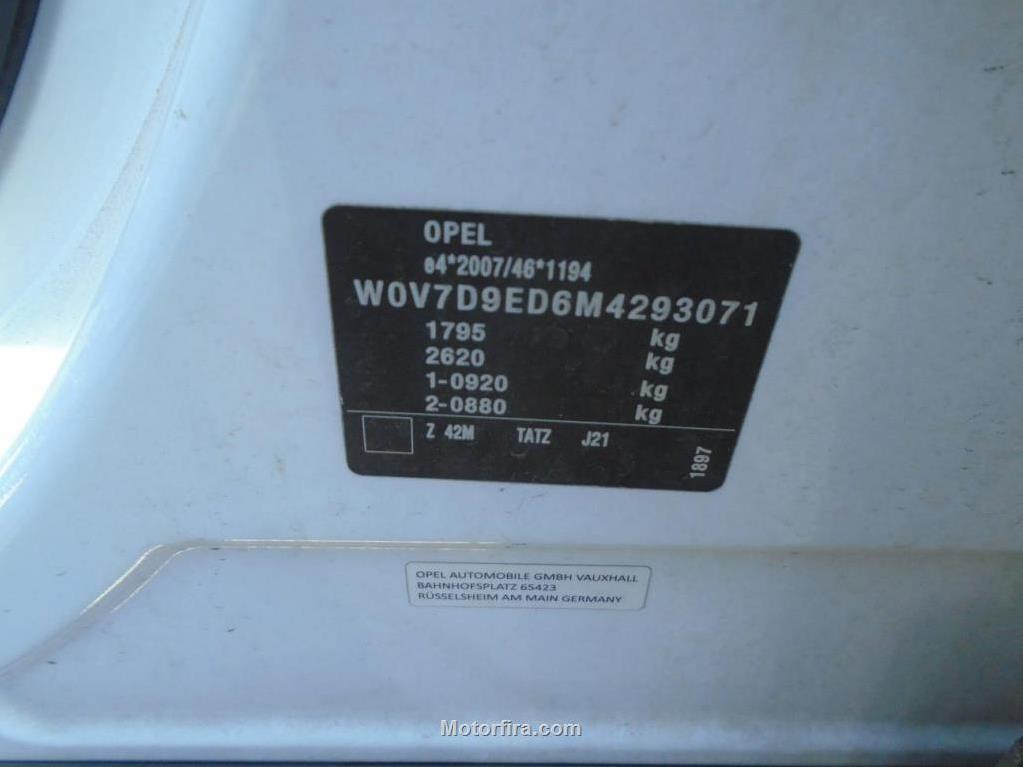 OPEL
e4*2007/46*1194
W0V7D9ED6M4293071
1795 kg
2620 kg
1-0920 kg
2-0880 kg
Z 42M TATZ J21
1897
OPEL AUTOMOBILE GMBH VAUXHALL
BAHNHOFSPLATZ 65423
RÜSSELSHEIM AM MAIN GERMANY
Motorfira.com